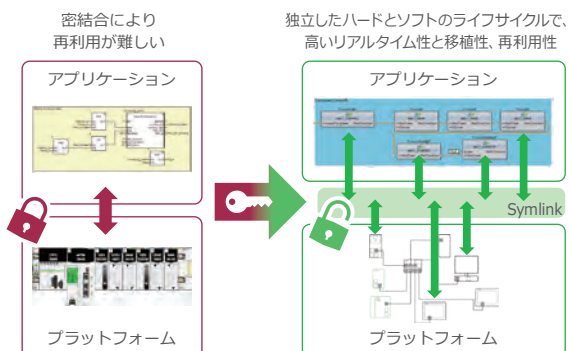 密結合により
再利用が難しい
アプリケーション
プラットフォーム
独立したハードとソフトのライフサイクルで、
高いリアルタイム性と移植性、再利用性
アプリケーション
Symlink
プラットフォーム